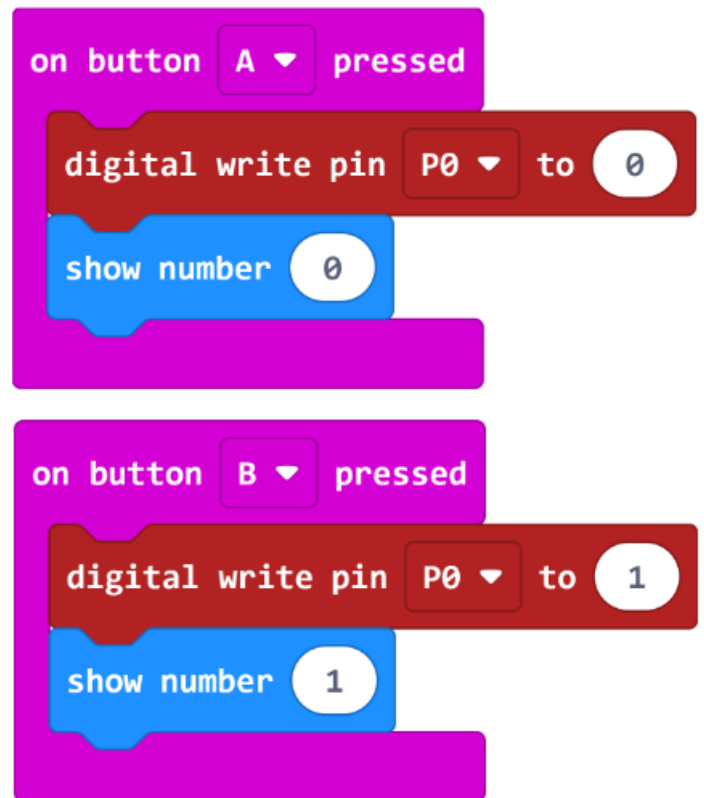 on button A pressed
digital write pin P0 to 0
show number 0
on button B pressed
digital write pin P0 to 1
show number 1